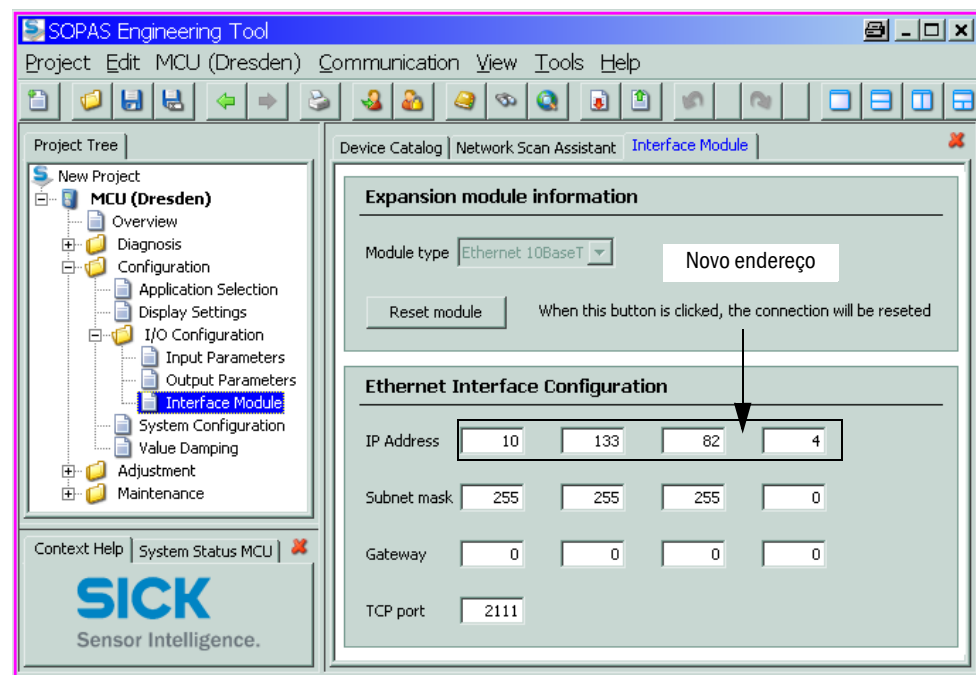 SOPAS Engineering Tool
Project Edit MCU (Dresden) Communication View Tools Help
Project Tree
New Project
MCU (Dresden)
Overview
Diagnosis
Configuration
Application Selection
Display Settings
I/O Configuration
Input Parameters
Output Parameters
Interface Module
System Configuration
Value Damping
Adjustment
Maintenance
Context Help System Status MCU
SICK
Sensor Intelligence.
Device Catalog Network Scan Assistant Interface Module
Expansion module information
Module type Ethernet 10BaseT
Novo endereço
Reset module When this button is clicked, the connection will be reseted
Ethernet Interface Configuration
IP Address 10 133 82 4
Subnet mask 255 255 255 0
Gateway 0 0 0 0
TCP port 2111